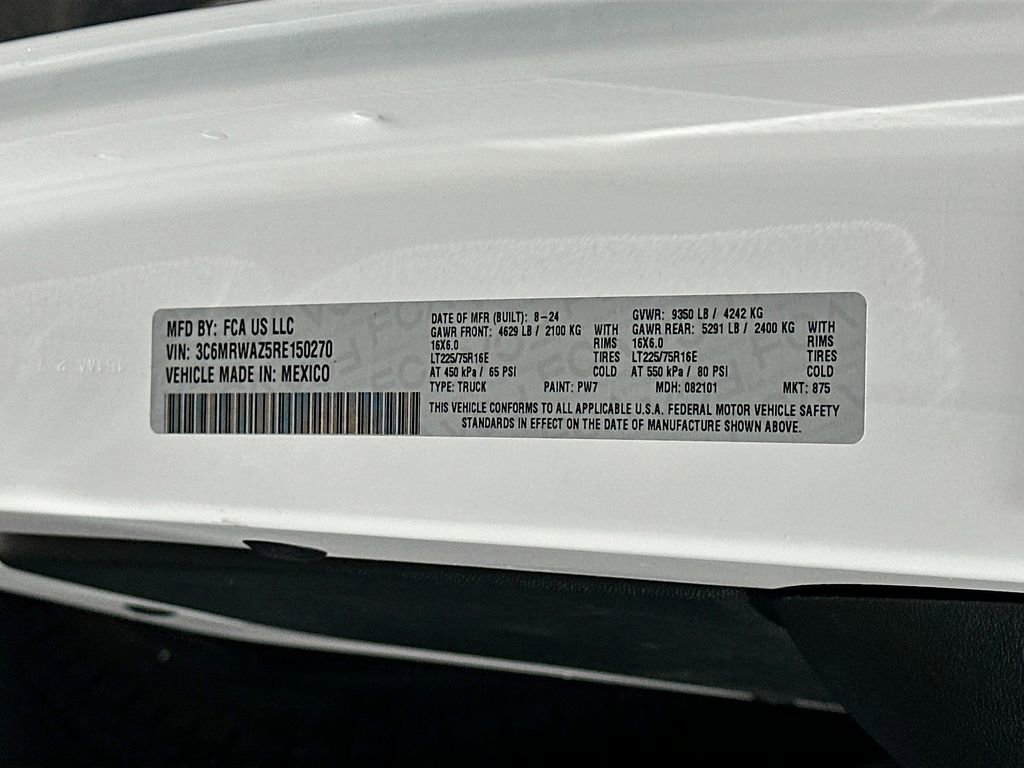 MFD BY: FCA US LLC
VIN: 3C6MRWAZ5RE150270
VEHICLE MADE IN: MEXICO
DATE OF MFR (BUILT): 8-24
GAWR FRONT: 4629 LB / 2100 KG WITH
16X6.0 RIMS
LT225/75R16E TIRES
AT 450 kPa / 65 PSI COLD
GVWR: 9350 LB / 4242 KG
GAWR REAR: 5291 LB / 2400 KG WITH
16X6.0 RIMS
LT225/75R16E TIRES
AT 550 kPa / 80 PSI COLD
TYPE: TRUCK PAINT: PW7 MDH: 082101 MKT: 875
THIS VEHICLE CONFORMS TO ALL APPLICABLE U.S.A. FEDERAL MOTOR VEHICLE SAFETY
STANDARDS IN EFFECT ON THE DATE OF MANUFACTURE SHOWN ABOVE.